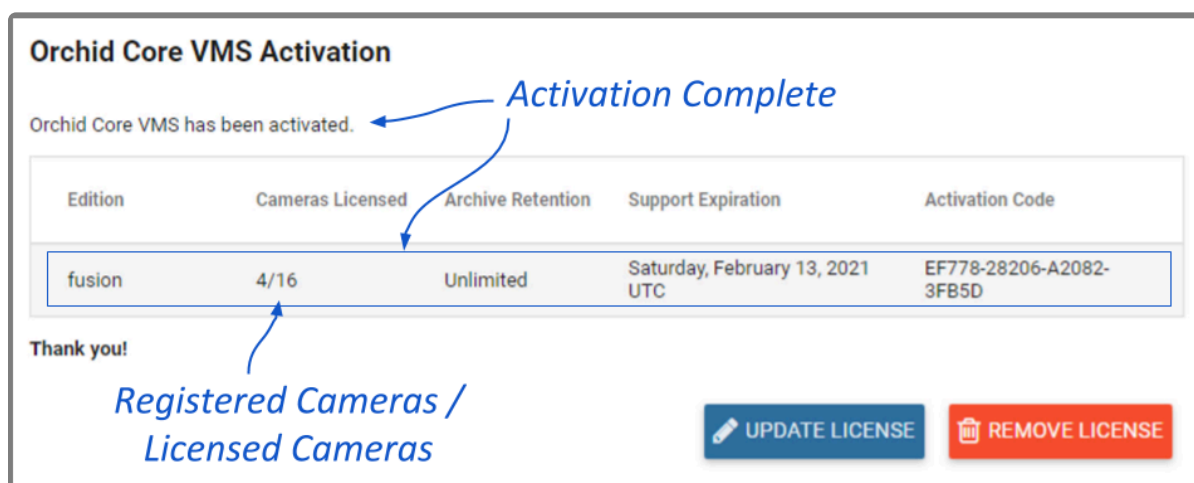 Orchid Core VMS Activation
Activation Complete
Orchid Core VMS has been activated.
Edition Cameras Licensed Archive Retention Support Expiration Activation Code
fusion 4/16 Unlimited Saturday, February 13, 2021 EF778-28206-A2082-
UTC 3FB5D
Thank you!
Registered Cameras /
Licensed Cameras
UPDATE LICENSE REMOVE LICENSE